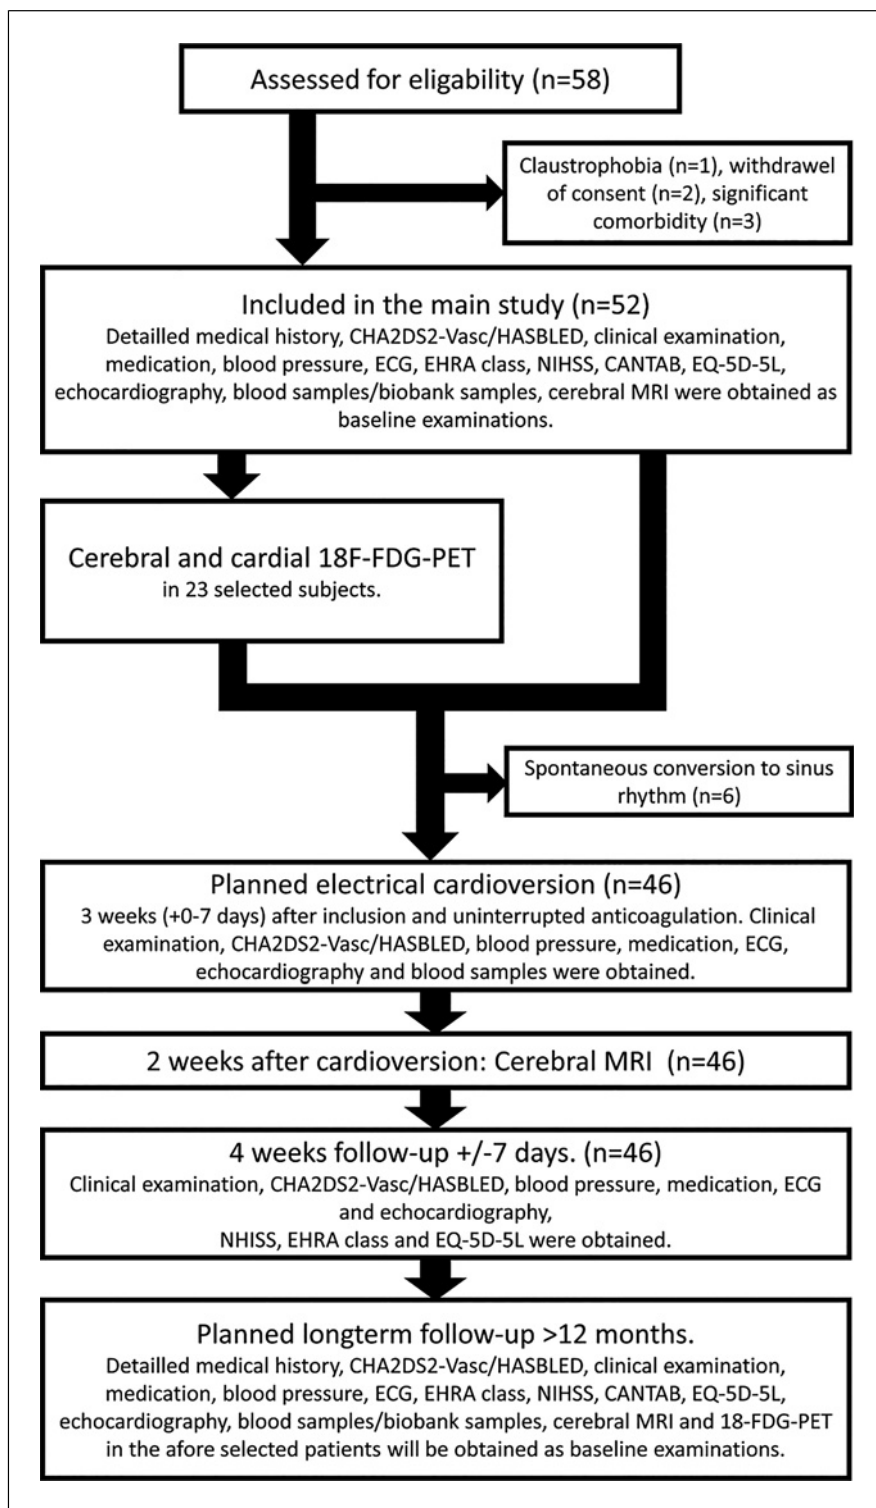 Assessed for eligability (n=58)
Claustrophobia (n=1), withdrawel
of consent (n=2), significant
comorbidity (n=3)
Included in the main study (n=52)
Detailled medical history, CHA2DS2-Vasc/HASBLED, clinical examination,
medication, blood pressure, ECG, EHRA class, NIHSS, CANTAB, EQ-5D-5L,
echocardiography, blood samples/biobank samples, cerebral MRI were obtained as
baseline examinations.
Cerebral and cardial 18F-FDG-PET
in 23 selected subjects.
Spontaneous conversion to sinus
rhythm (n=6)
Planned electrical cardioversion (n=46)
3 weeks (+0-7 days) after inclusion and uninterrupted anticoagulation. Clinical
examination, CHA2DS2-Vasc/HASBLED, blood pressure, medication, ECG,
echocardiography and blood samples were obtained.
2 weeks after cardioversion: Cerebral MRI (n=46)
4 weeks follow-up +/-7 days. (n=46)
Clinical examination, CHA2DS2-Vasc/HASBLED, blood pressure, medication, ECG
and echocardiography,
NHISS, EHRA class and EQ-5D-5L were obtained.
Planned longterm follow-up >12 months.
Detailled medical history, CHA2DS2-Vasc/HASBLED, clinical examination,
medication, blood pressure, ECG, EHRA class, NIHSS, CANTAB, EQ-5D-5L,
echocardiography, blood samples/biobank samples, cerebral MRI and 18-FDG-PET
in the afore selected patients will be obtained as baseline examinations.